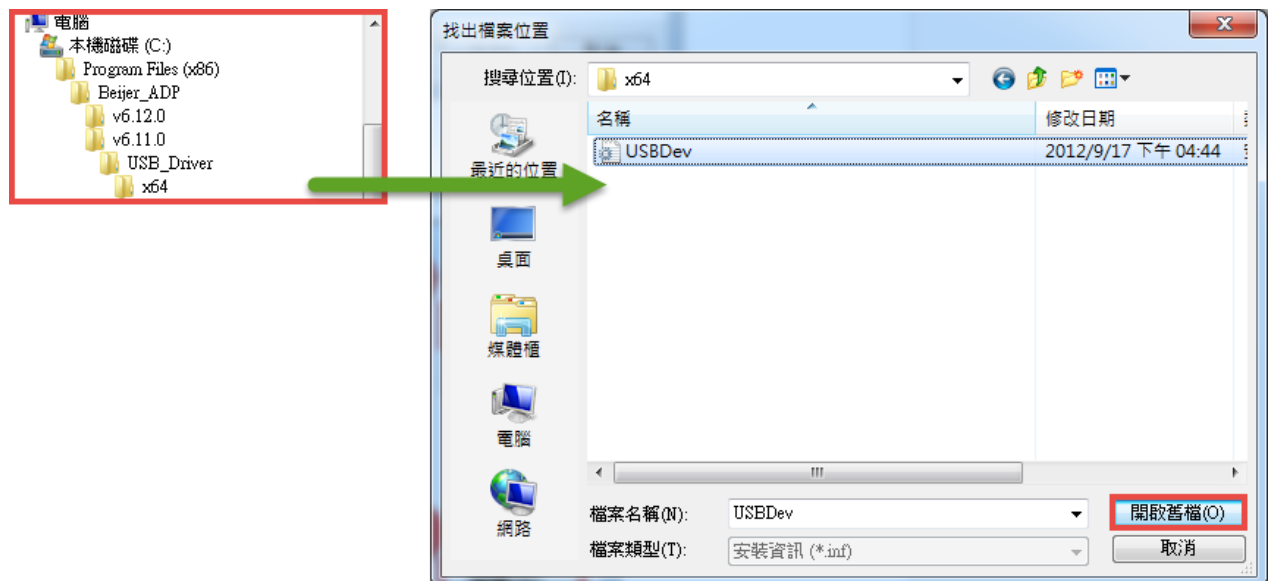 電腦
本機磁碟 (C:)
Program Files (x86)
Beijer_ADP
v6.12.0
v6.11.0
USB_Driver
x64
找出檔案位置
搜尋位置(I):
x64
名稱
修改日期
USBDev
2012/9/17 下午 04:44
最近的位置
桌面
媒體櫃
電腦
網路
檔案名稱(N):
USBDev
開啟舊檔(O)
檔案類型(T):
安裝資訊 (*.inf)
取消